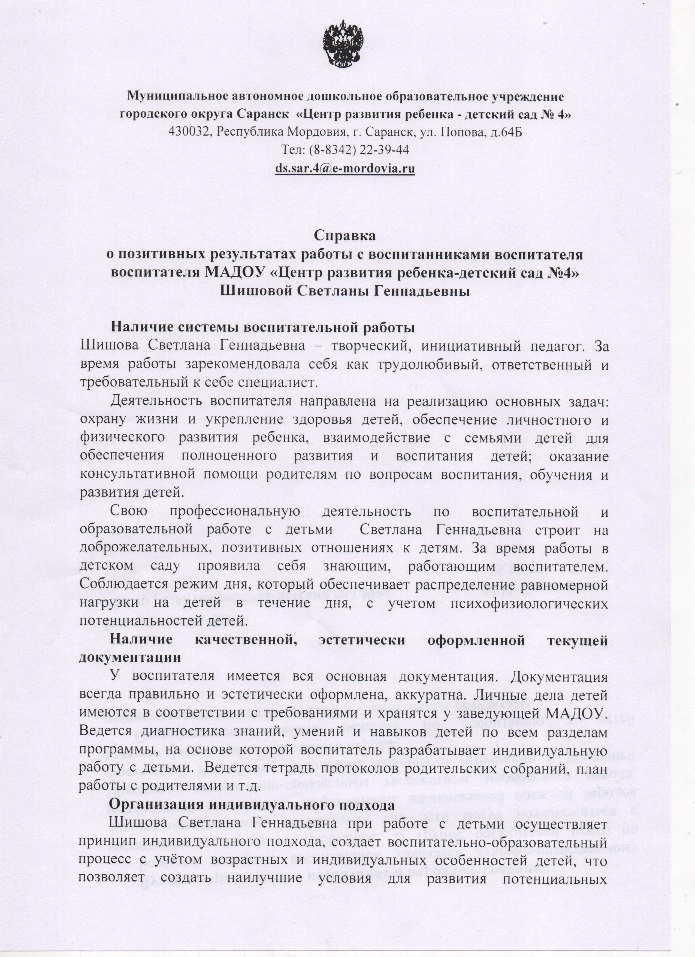 Муниципальное автономное дошкольное образовательное учреждение
городского округа Саранск «Центр развития ребенка - детский сад № 4»
430032, Республика Мордовия, г. Саранск, ул. Попова, д.64Б
Тел: (8-8342) 22-39-44
ds.sar.4@e-mordovia.ru
Справка
о позитивных результатах работы с воспитанниками воспитателя
воспитателя МАДОУ «Центр развития ребенка-детский сад №4»
Шишовой Светланы Геннадьевны
Наличие системы воспитательной работы
Шишова Светлана Геннадьевна – творческий, инициативный педагог. За
время работы зарекомендовала себя как трудолюбивый, ответственный и
требовательный к себе специалист.
Деятельность воспитателя направлена на реализацию основных задач:
охрану жизни и укрепление здоровья детей, обеспечение личностного и
физического развития ребенка, взаимодействие с семьями детей для
обеспечения полноценного развития и воспитания детей; оказание
консультативной помощи родителям по вопросам воспитания, обучения и
развития детей.
Свою профессиональную деятельность по воспитательной и
образовательной работе с детьми Светлана Геннадьевна строит на
доброжелательных, позитивных отношениях к детям. За время работы в
детском саду проявила себя знающим, работающим воспитателем.
Соблюдается режим дня, который обеспечивает распределение равномерной
нагрузки на детей в течение дня, с учетом психофизиологических
потенциальностей детей.
Наличие качественной, эстетически оформленной текущей
документации
У воспитателя имеется вся основная документация. Документация
всегда правильно и эстетически оформлена, аккуратна. Личные дела детей
имеются в соответствии с требованиями и хранятся у заведующей МАДОУ.
Ведется диагностика знаний, умений и навыков детей по всем разделам
программы, на основе которой воспитатель разрабатывает индивидуальную
работу с детьми. Ведется тетрадь протоколов родительских собраний, план
работы с родителями и т.д.
Организация индивидуального подхода
Шишова Светлана Геннадьевна при работе с детьми осуществляет
принцип индивидуального подхода, создает воспитательно-образовательный
процесс с учётом возрастных и индивидуальных особенностей детей, что
позволяет создать наилучшие условия для развития потенциальных